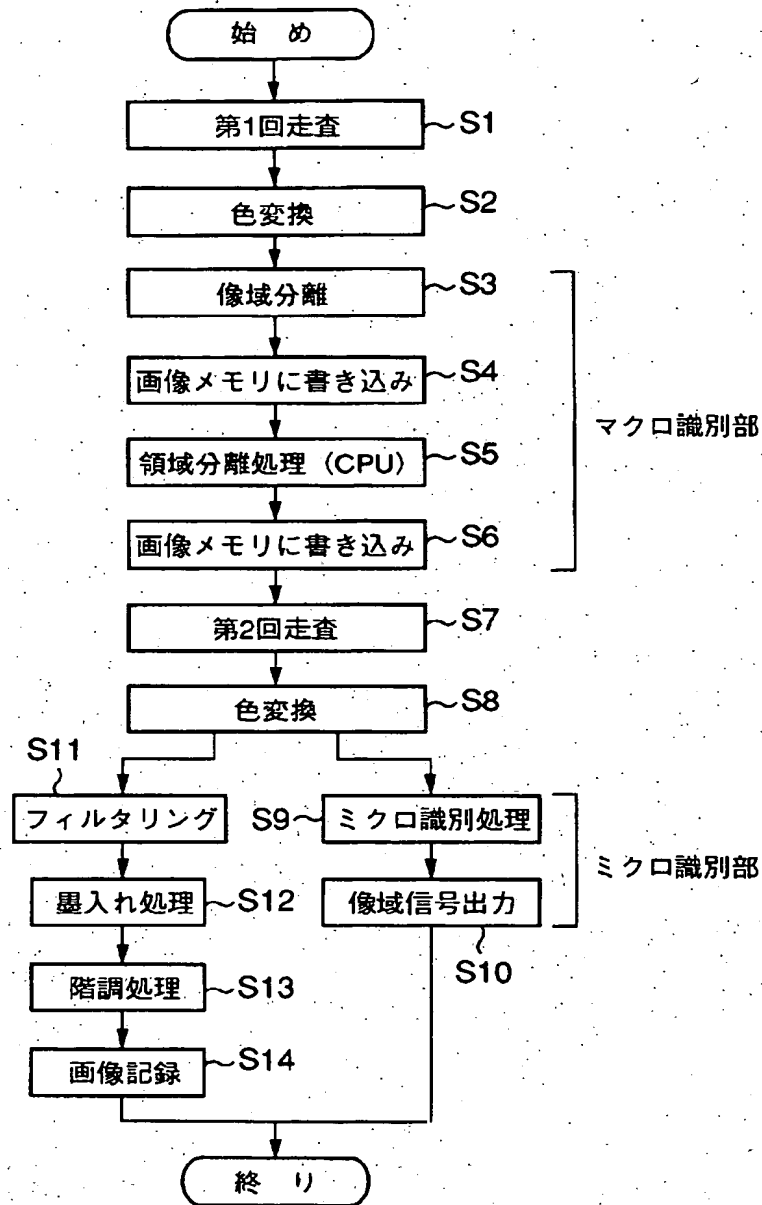 始 め
第1回走査 S1
色変換 S2
像域分離 S3
画像メモリに書き込み S4
マクロ識別部
領域分離処理（CPU） S5
画像メモリに書き込み S6
第2回走査 S7
色変換 S8
S11
フィルタリング
S9 ミクロ識別処理
ミクロ識別部
墨入れ処理 S12
像域信号出力
S10
階調処理 S13
画像記録 S14
終 り